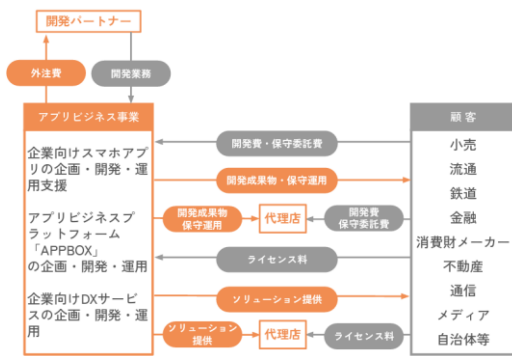 開発パートナー
外注費
開発業務
アプリビジネス事業
企業向けスマホアプ
リの企画・開発・運
用支援
アプリビジネスプ
ラットフォーム
「APPBOX」
の企画・開発・運用
企業向けDXサービ
スの企画・開発・運
用
開発費・保守委託費
開発成果物・保守運用
開発成果物
保守運用
代理店
開発費
保守委託費
ライセンス料
ソリューション提供
ソリューション
提供
代理店
ライセンス料
顧客
小売
流通
鉄道
金融
消費財メーカー
不動産
通信
メディア
自治体等